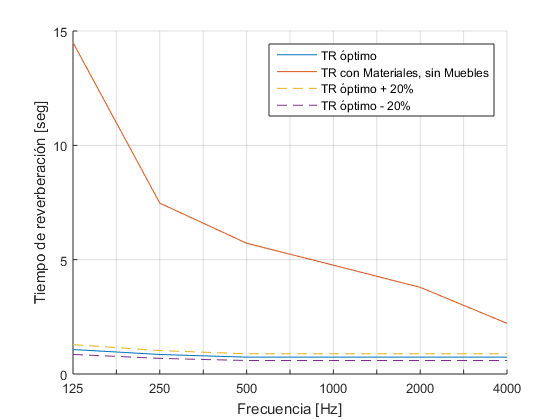 15
10
5
0
Tiempo de reverberación [seg]
TR óptimo
TR con Materiales, sin Muebles
TR óptimo + 20%
TR óptimo - 20%
125 250 500 1000 2000 4000
Frecuencia [Hz]